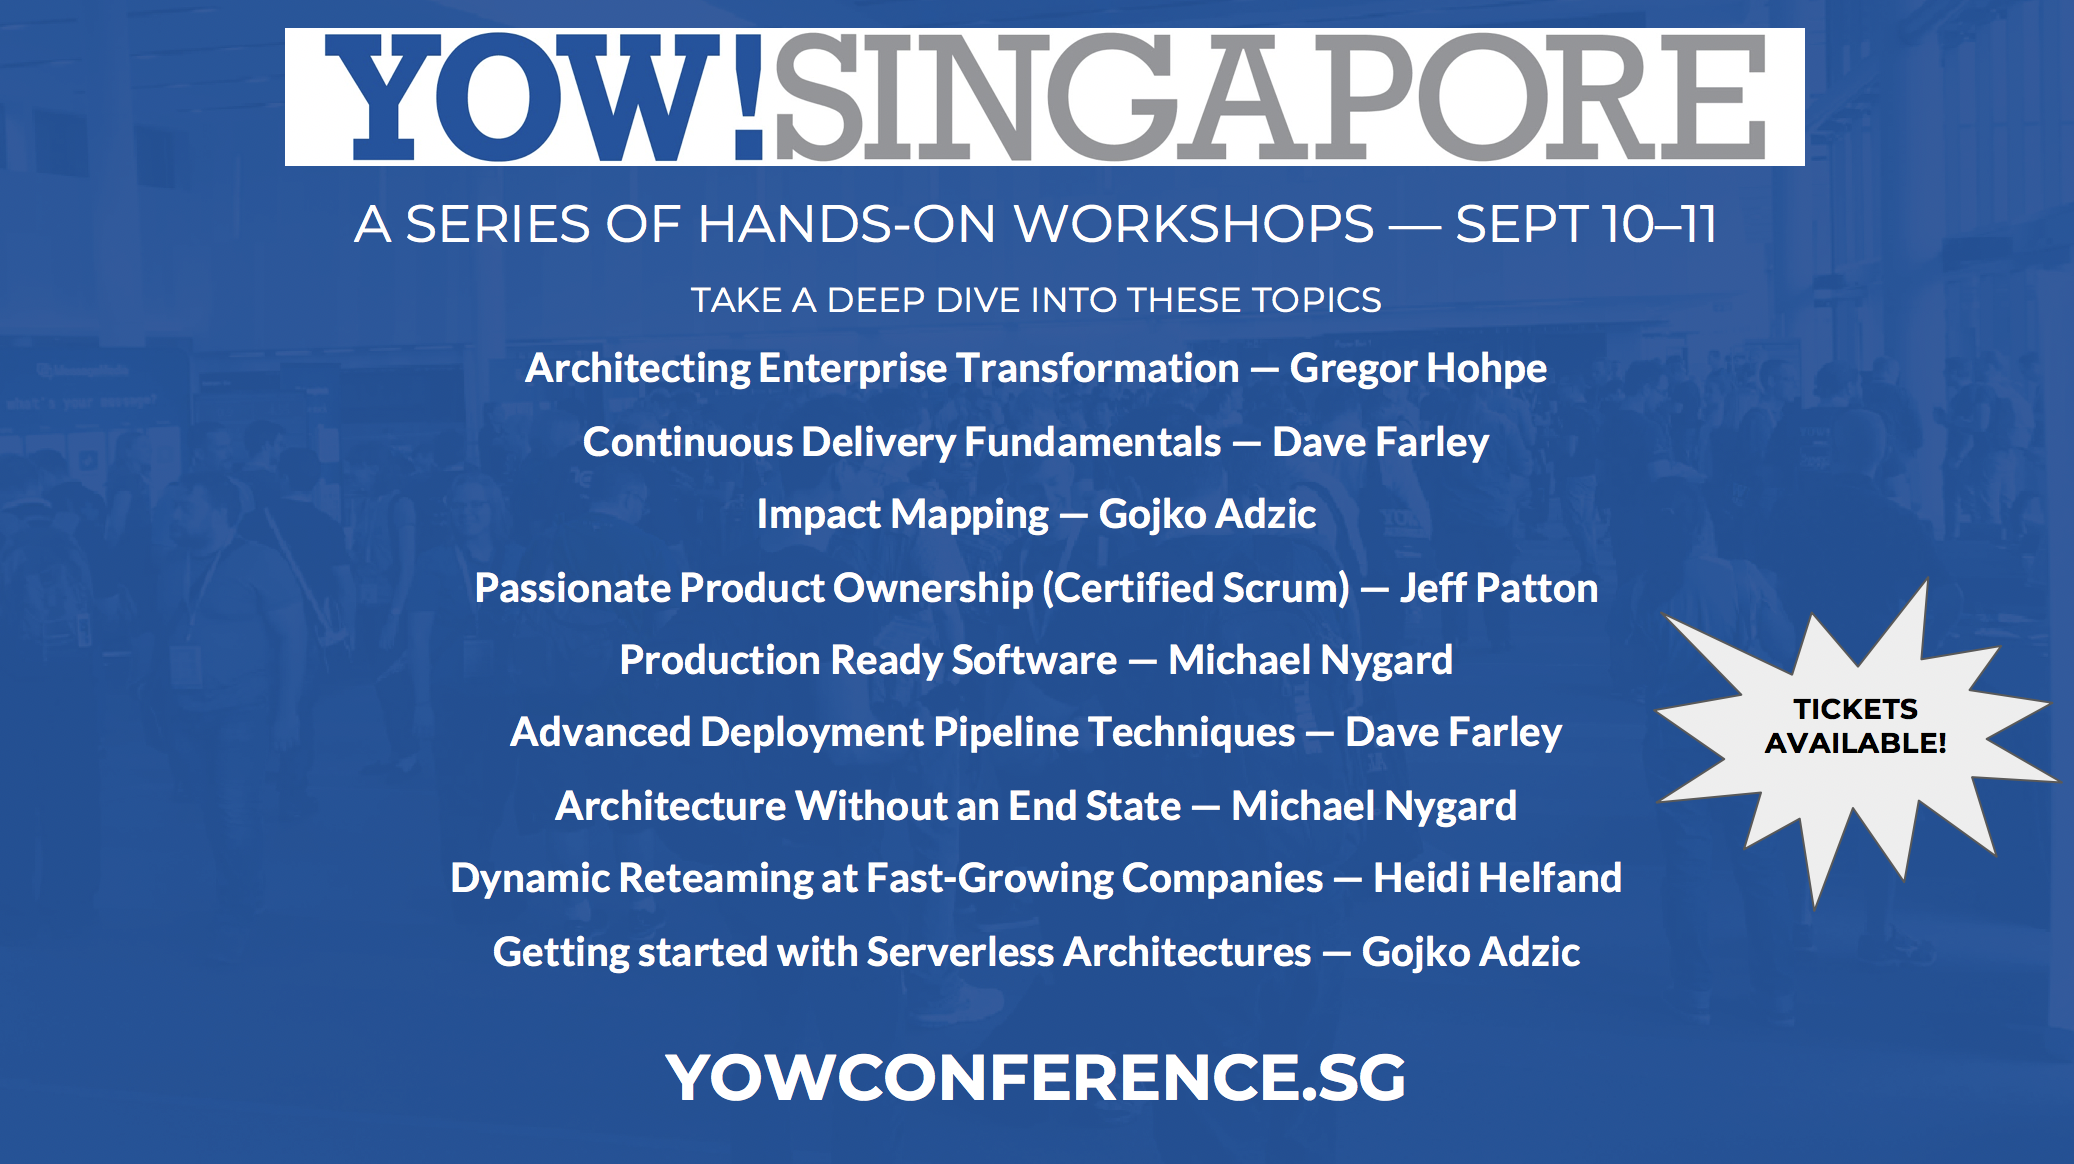 YOW!SINGAPORE
A SERIES OF HANDS-ON WORKSHOPS — SEPT 10–11
TAKE A DEEP DIVE INTO THESE TOPICS
Architecting Enterprise Transformation — Gregor Hohpe
Continuous Delivery Fundamentals — Dave Farley
Impact Mapping — Gojko Adzic
Passionate Product Ownership (Certified Scrum) — Jeff Patton
Production Ready Software — Michael Nygard
Advanced Deployment Pipeline Techniques — Dave Farley
Architecture Without an End State — Michael Nygard
Dynamic Reteaming at Fast-Growing Companies — Heidi Helfand
Getting started with Serverless Architectures — Gojko Adzic
TICKETS
AVAILABLE!
YOWCONFERENCE.SG